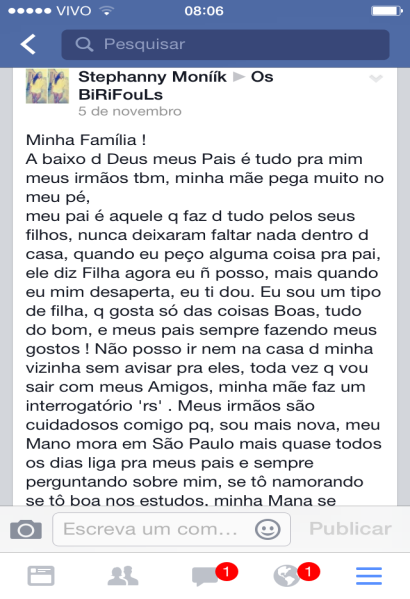 VIVO 08:06
Pesquisar
Stephanny Moníík ▶ Os
BiRiFouLs
5 de novembro
Minha Família !
A baixo d Deus meus Pais é tudo pra mim
meus irmãos tbm, minha mãe pega muito no
meu pé,
meu pai é aquele q faz d tudo pelos seus
filhos, nunca deixaram faltar nada dentro d
casa, quando eu peço alguma coisa pra pai,
ele diz Filha agora eu ñ posso, mais quando
eu mim desaperta, eu ti dou. Eu sou um tipo
de filha, q gosta só das coisas Boas, tudo
do bom, e meus pais sempre fazendo meus
gostos ! Não posso ir nem na casa d minha
vizinha sem avisar pra eles, toda vez q vou
sair com meus Amigos, minha mãe faz um
interrogatório 'rs' . Meus irmãos são
cuidadosos comigo pq, sou mais nova, meu
Mano mora em São Paulo mais quase todos
os dias liga pra meus pais e sempre
perguntando sobre mim, se tô namorando
se tô boa nos estudos, minha Mana se
Escreva um com... Publicar
1 1